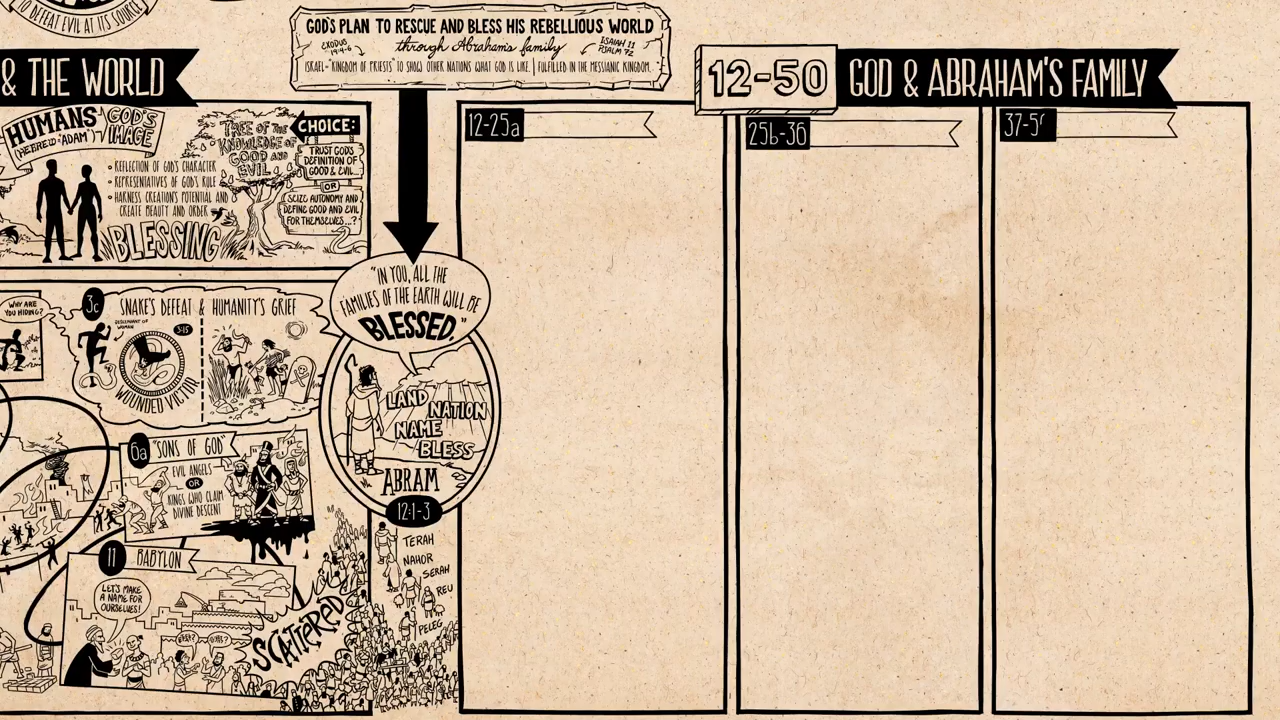 TO DEFEAT EVIL AT ITS SOURCE
GOD'S PLAN TO RESCUE AND BLESS HIS REBELLIOUS WORLD
EXODUS
19:4-6
through Abraham's family
ISAIAH 11
PSALM 72
ISRAEL="KINGDOM OF PRIESTS" TO SHOW OTHER NATIONS WHAT GOD IS LIKE. | FULFILLED IN THE MESSIANIC KINGDOM.
& THE WORLD
12-50
GOD & ABRAHAM'S FAMILY
HUMANS
(HEBREW: "ADAM")
GOD'S
IMAGE
• REFLECTION OF GOD'S CHARACTER
• REPRESENTATIVES OF GOD'S RULE
• HARNESS CREATION'S POTENTIAL AND
CREATE BEAUTY AND ORDER
BLESSING
TREE OF THE
KNOWLEDGE OF
GOOD AND
EVIL
CHOICE:
TRUST GOD'S
DEFINITION OF
GOOD & EVIL...
OR
SEIZE AUTONOMY AND
DEFINE GOOD AND EVIL
FOR THEMSELVES...?
12-25a
25b-36
WHY ARE
YOU HIDING?
3c
SNAKE'S DEFEAT & HUMANITY'S GRIEF
DESCENDANT OF
WOMAN
3:15
WOUNDED VICTOR
"IN YOU, ALL THE
FAMILIES OF THE EARTH WILL BE
BLESSED."
LAND
NATION
NAME
BLESS
ABRAM
12:1-3
6a
"SONS OF GOD"
EVIL ANGELS
OR
KINGS WHO CLAIM
DIVINE DESCENT
11
BABYLON
LET'S MAKE
A NAME FOR
OURSELVES!
SCATTERED
TERAH
NAHOR
SERAH
REU
PELEG